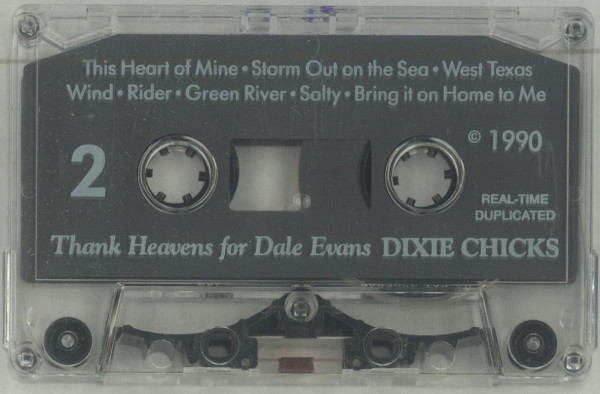 This Heart of Mine • Storm Out on the Sea • West Texas
Wind • Rider • Green River • Salty • Bring it on Home to Me
2
© 1990
REAL-TIME
DUPLICATED
Thank Heavens for Dale Evans DIXIE CHICKS